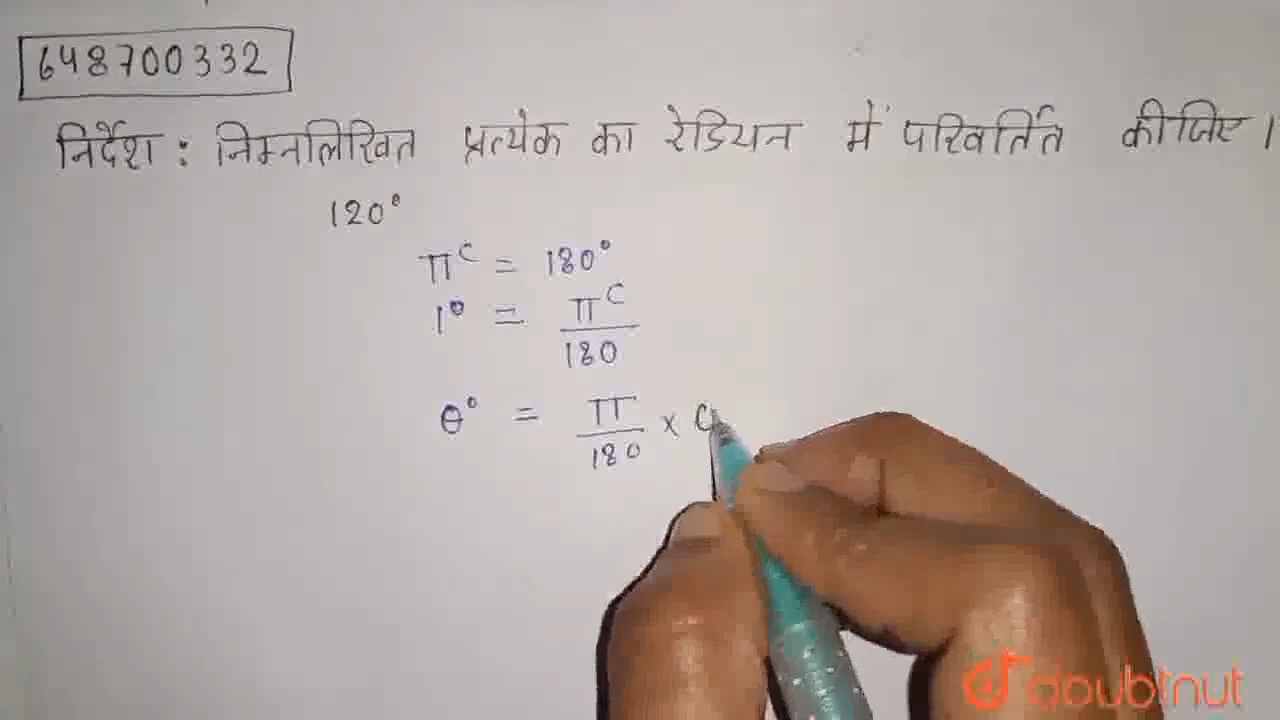 648700332
निर्देश : निम्नलिखित प्रत्येक का रेडियन में परिवर्तित कीजिए ।
120°
π^c = 180°
1° = π^c/180
θ° = π/180 ×
doubtnut